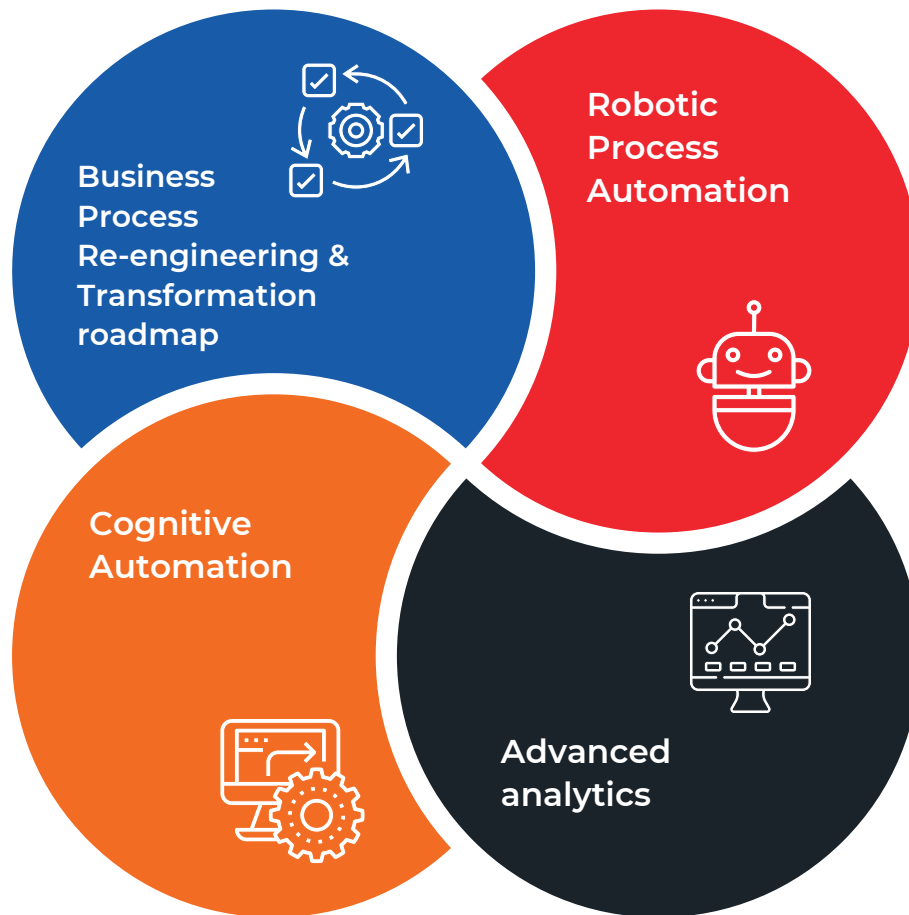 Business
Process
Re-engineering &
Transformation
roadmap
Robotic
Process
Automation
Cognitive
Automation
Advanced
analytics